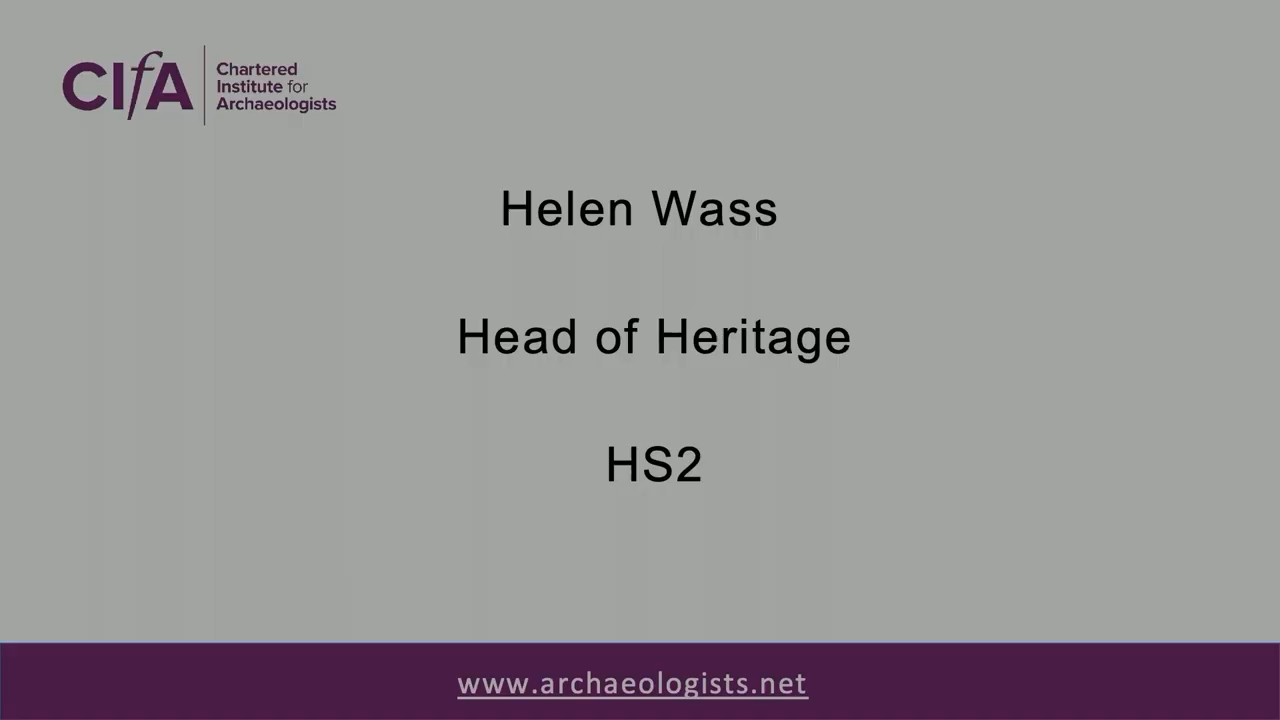 CIfA
Chartered
Institute for
Archaeologists
Helen Wass
Head of Heritage
HS2
www.archaeologists.net